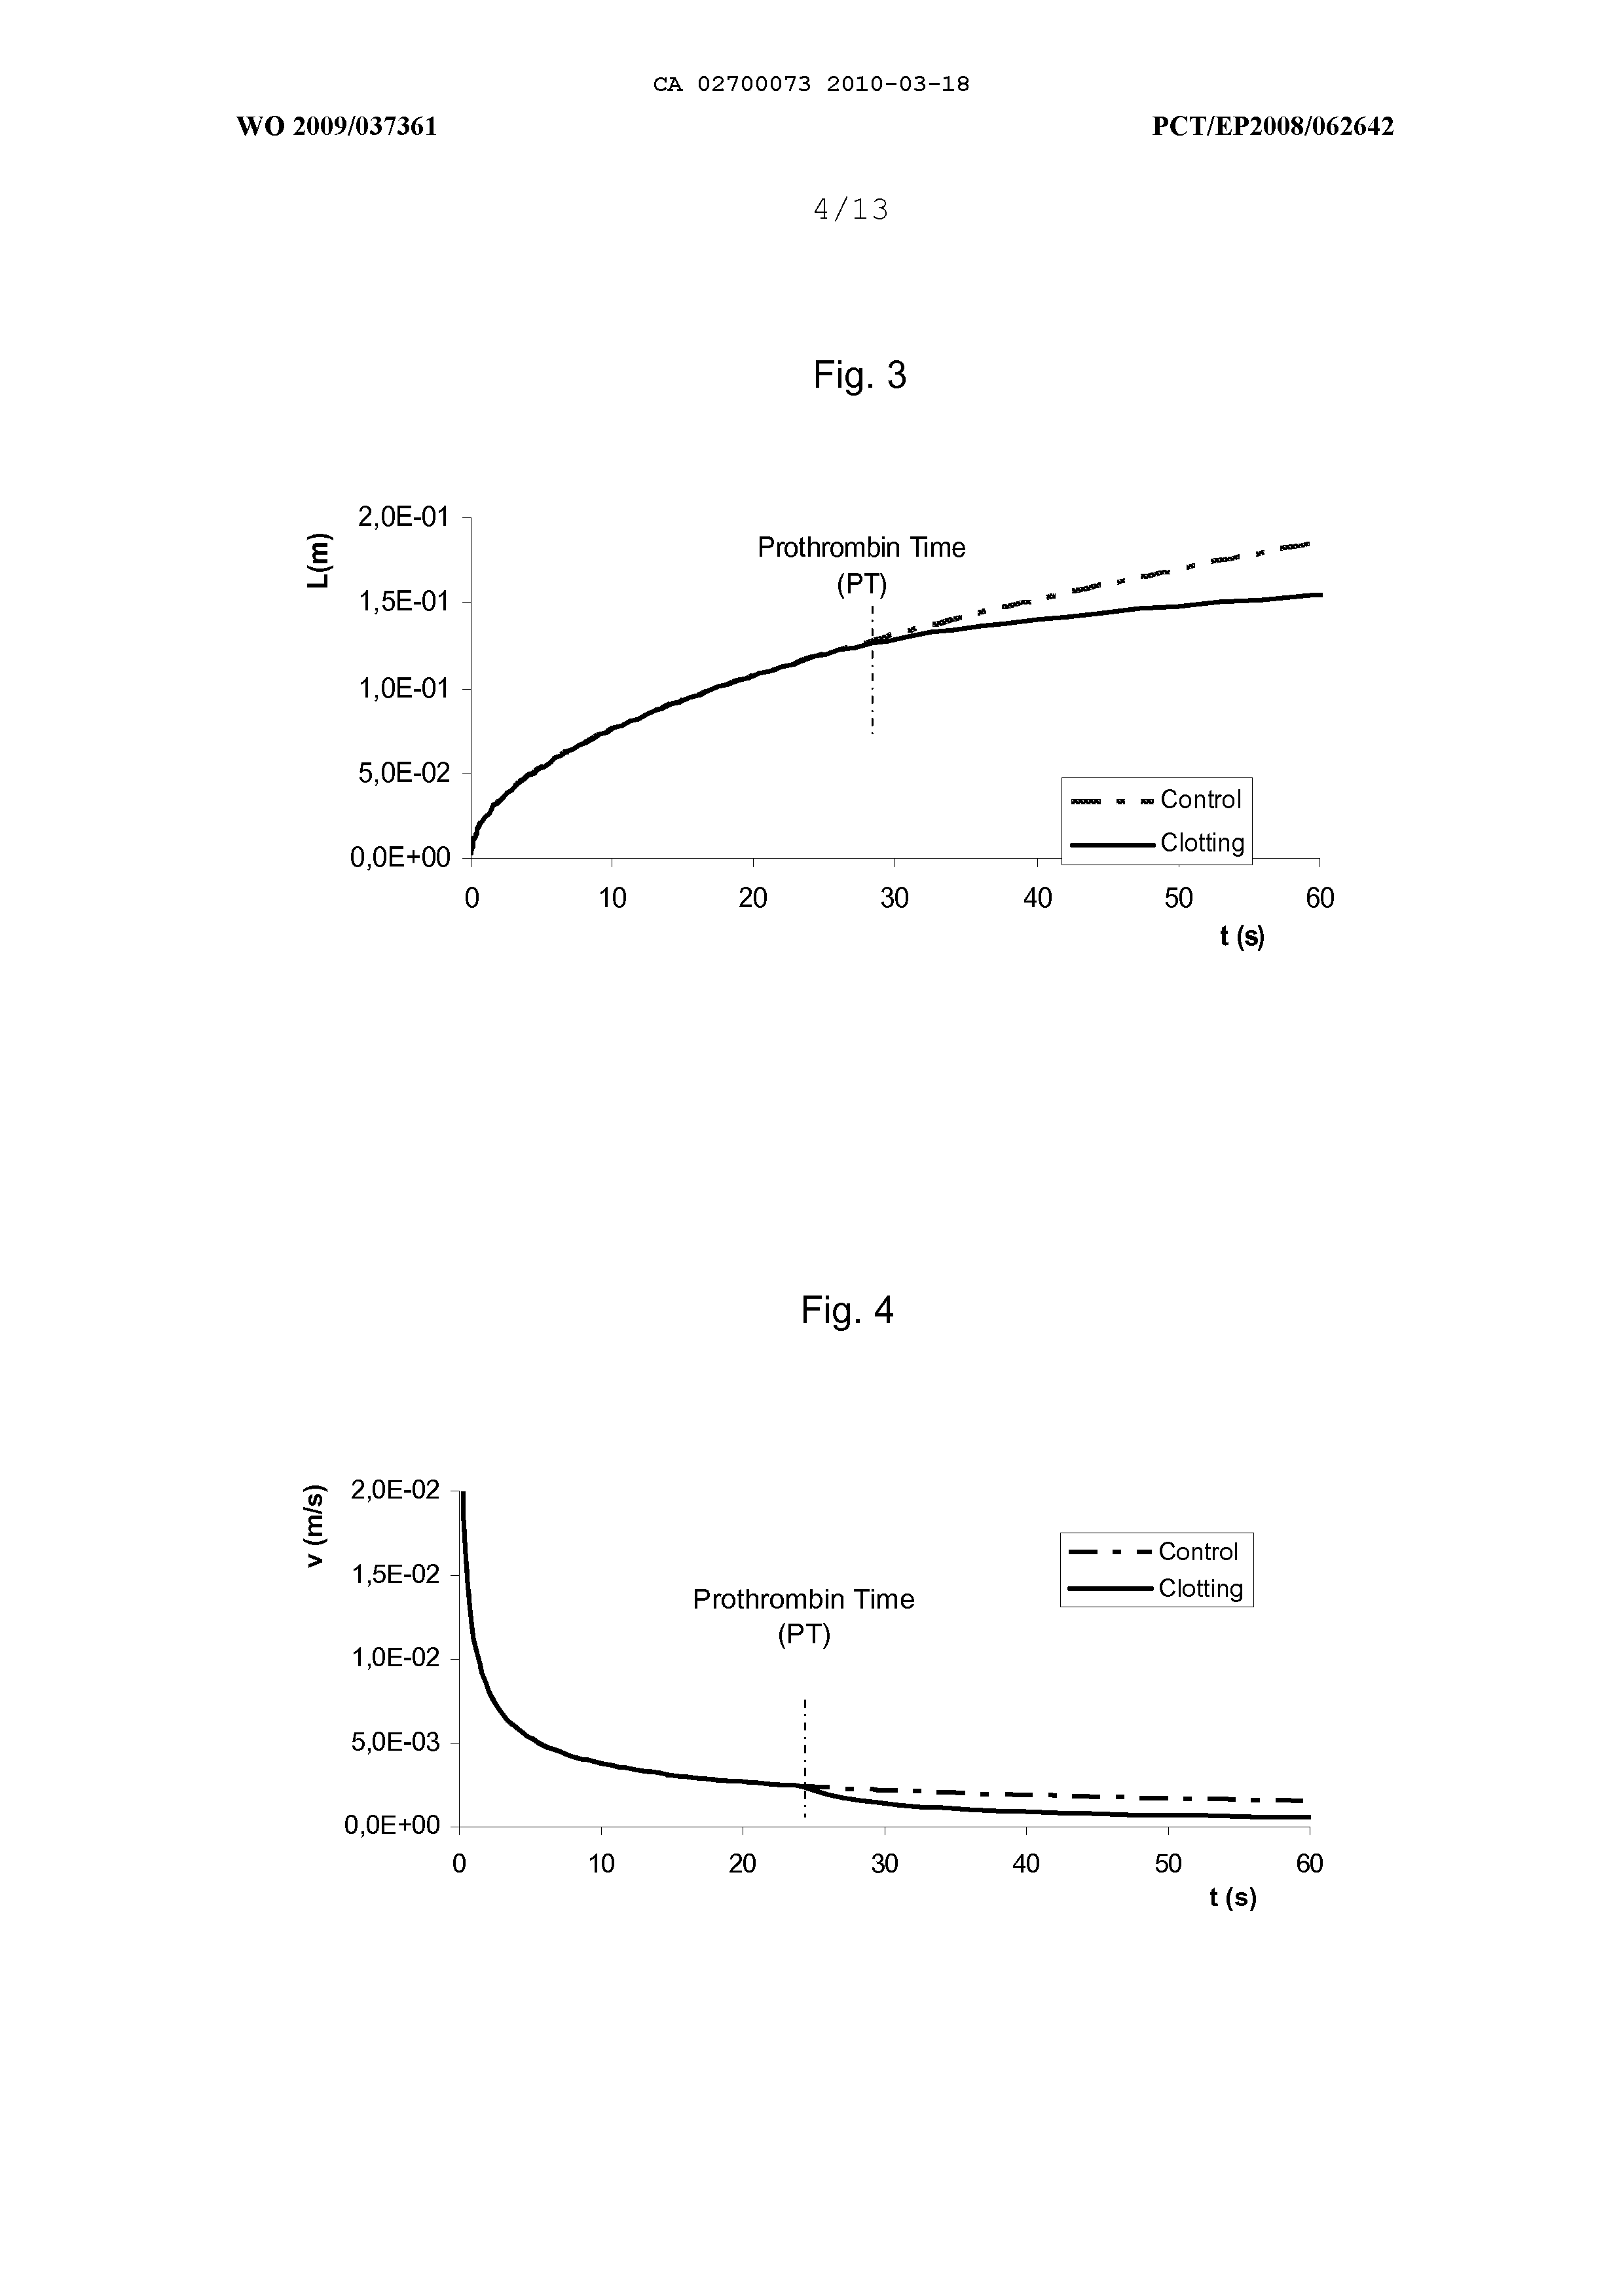 CA 02700073 2010-03-18
WO 2009/037361 PCT/EP2008/062642
4/13
Fig. 3
L(m)
2,0E-01
1,5E-01
1,0E-01
5,0E-02
0,0E+00
Prothrombin Time
(PT)
Control
Clotting
0 10 20 30 40 50 60
t (s)
Fig. 4
v (m/s)
2,0E-02
1,5E-02
1,0E-02
5,0E-03
0,0E+00
Control
Clotting
Prothrombin Time
(PT)
0 10 20 30 40 50 60
t (s)